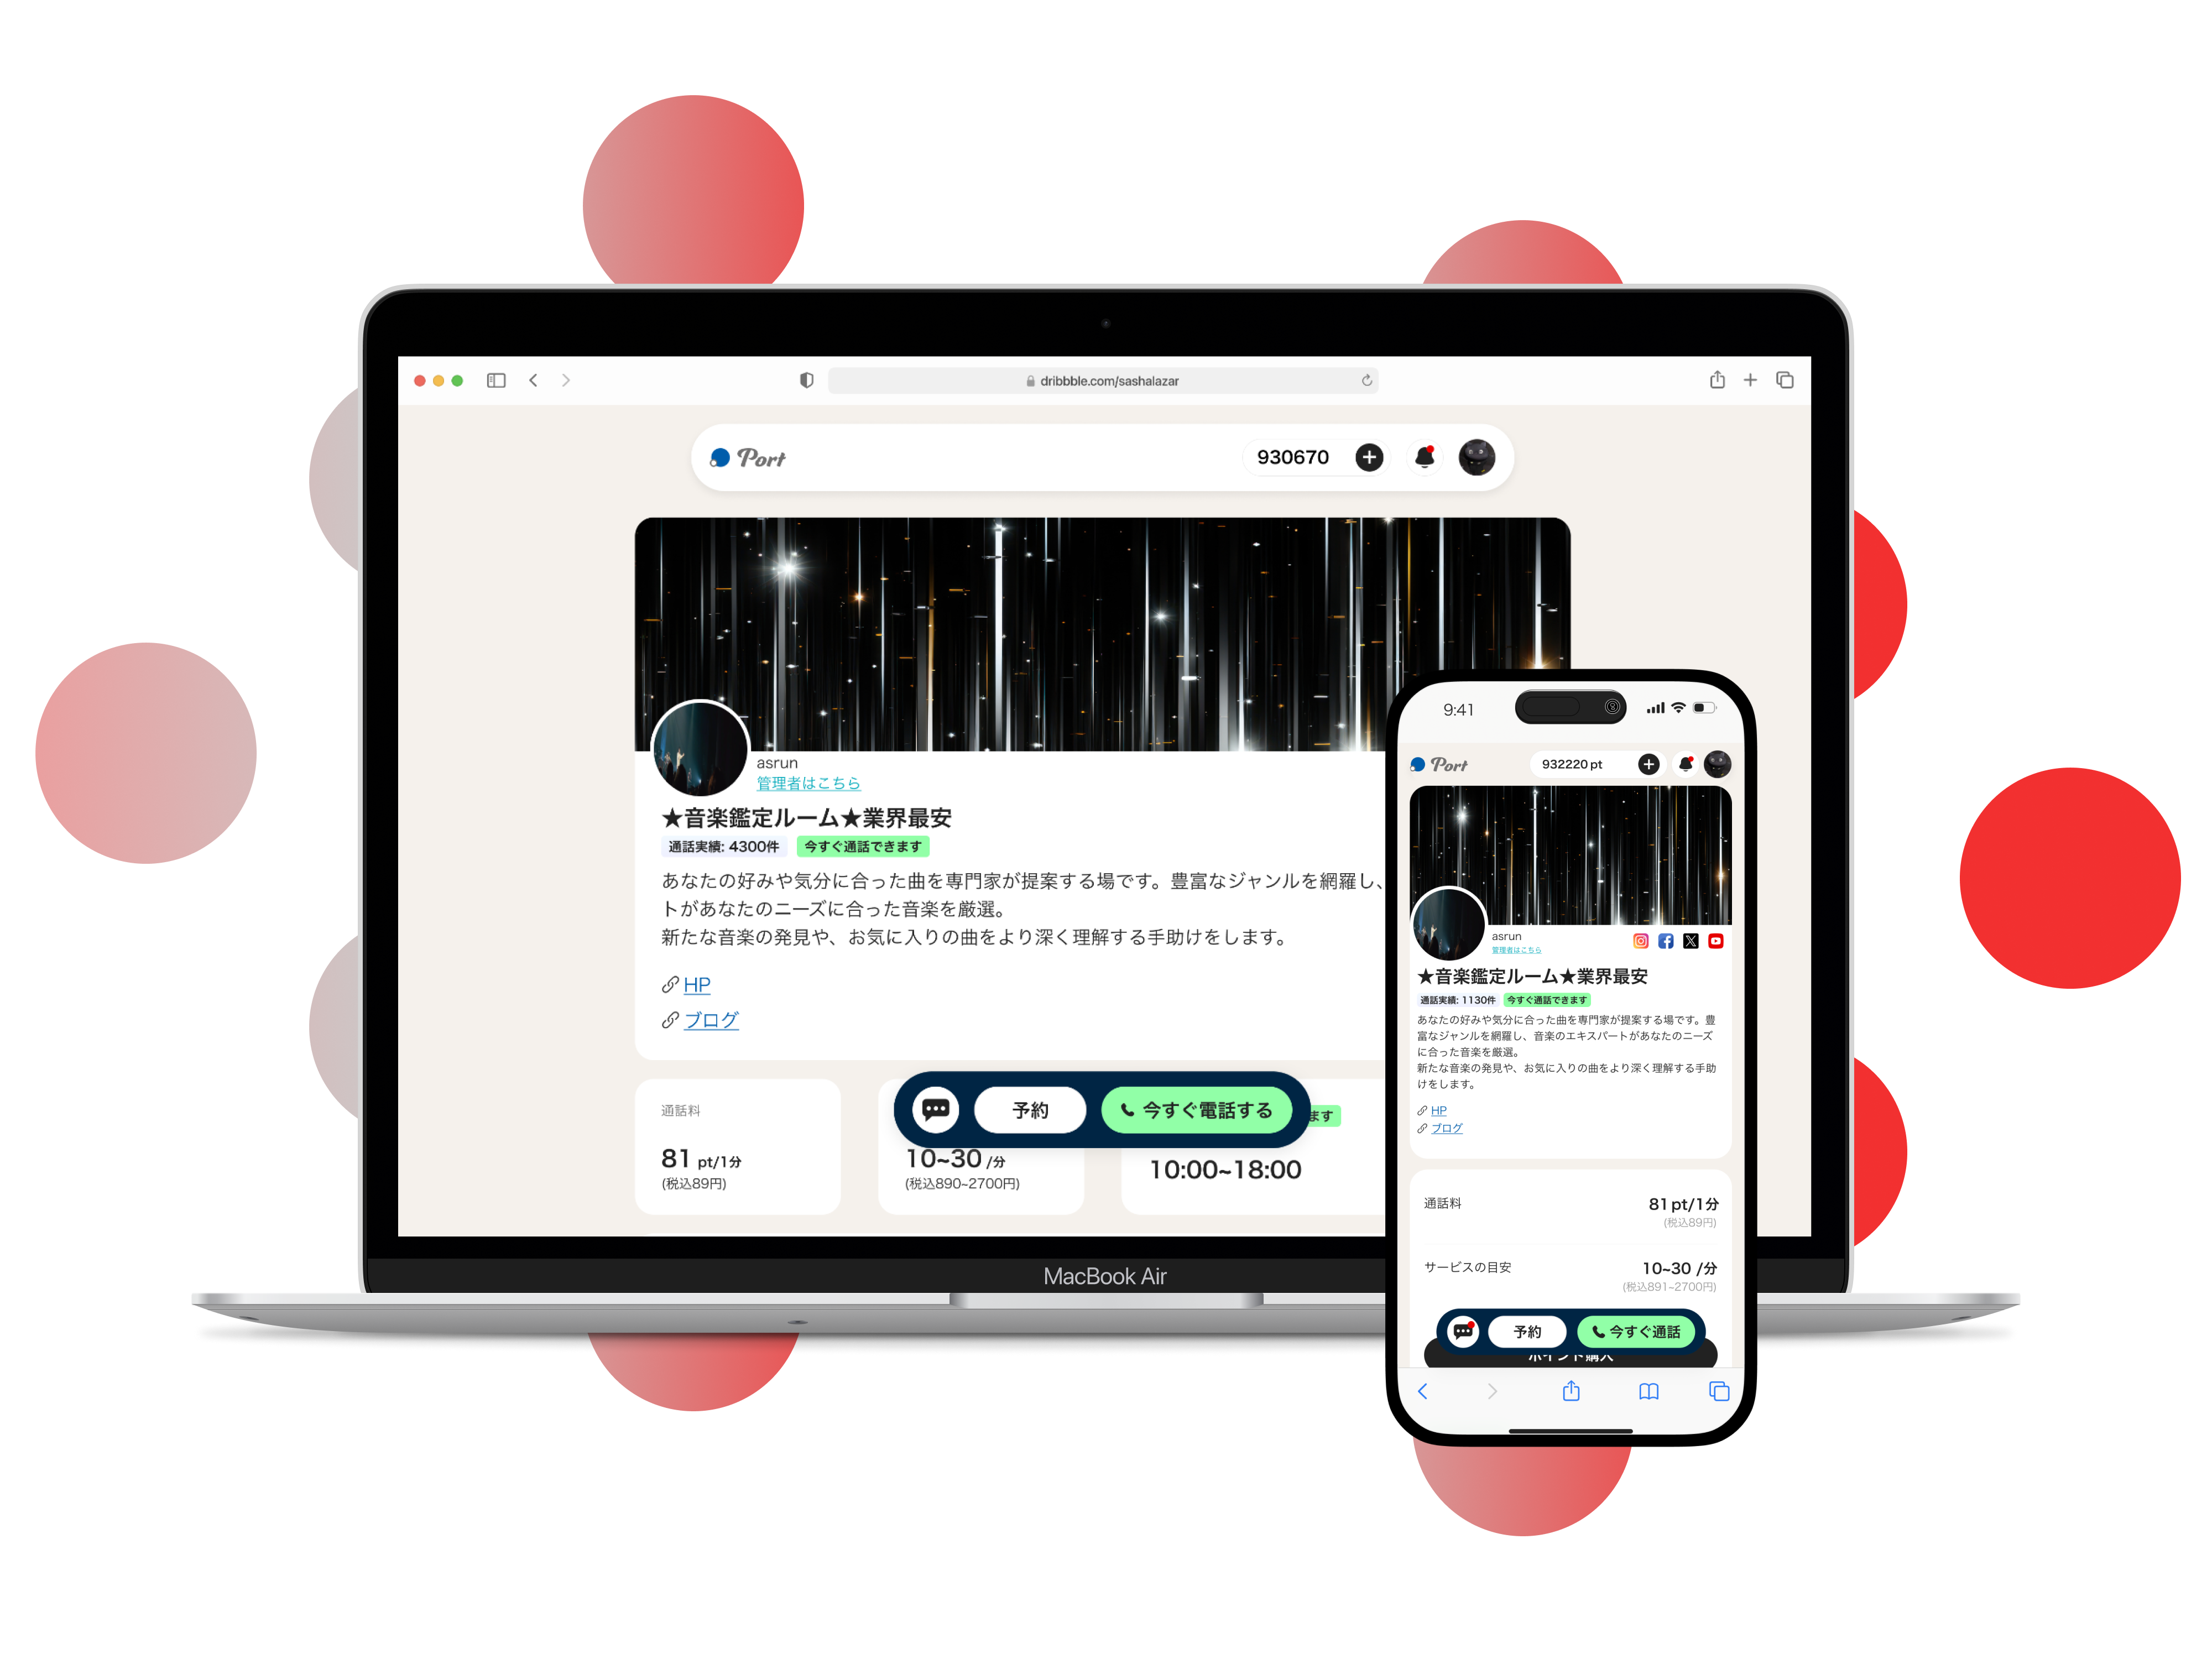 dribbble.com/sashalazar
Port
930670
asrun
管理者はこちら
★音楽鑑定ルーム★業界最安
通話実績: 4300件
今すぐ通話できます
あなたの好みや気分に合った曲を専門家が提案する場です。豊富なジャンルを網羅し、
トがあなたのニーズに合った音楽を厳選。
新たな音楽の発見や、お気に入りの曲をより深く理解する手助けをします。
HP
ブログ
予約
今すぐ電話する
ます
通話料
81 pt/1分
(税込89円)
10~30 /分
(税込890~2700円)
10:00~18:00
MacBook Air
9:41
Port
932220 pt
asrun
管理者はこちら
★音楽鑑定ルーム★業界最安
通話実績: 1130件
今すぐ通話できます
あなたの好みや気分に合った曲を専門家が提案する場です。豊
富なジャンルを網羅し、音楽のエキスパートがあなたのニーズ
に合った音楽を厳選。
新たな音楽の発見や、お気に入りの曲をより深く理解する手助
けをします。
HP
ブログ
通話料
81 pt/1分
(税込89円)
サービスの目安
10~30 /分
(税込891~2700円)
予約
今すぐ通話
ポイント購入